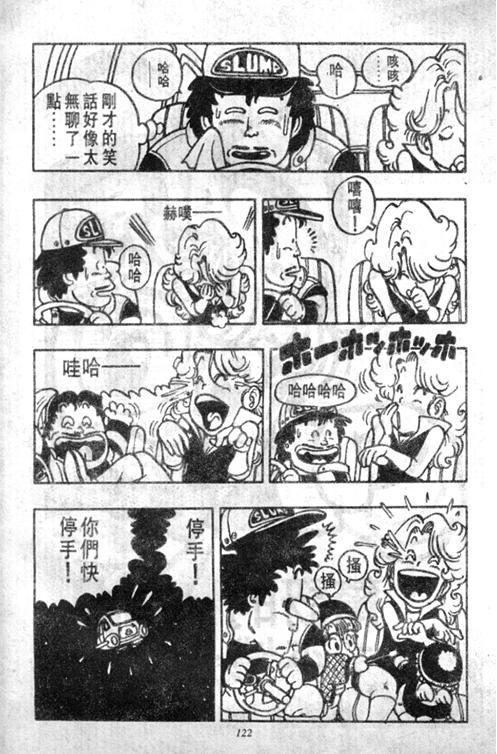 咳咳
……
哈—
SLUMP
—哈哈
剛才的笑
話好像太
無聊了一
點……
嘻嘻！
赫噗——
SL
哈哈
ホーホッホッホ
哈哈哈哈
哇哈——
SLUM
搔
搔
停手！
你們快
停手！
122